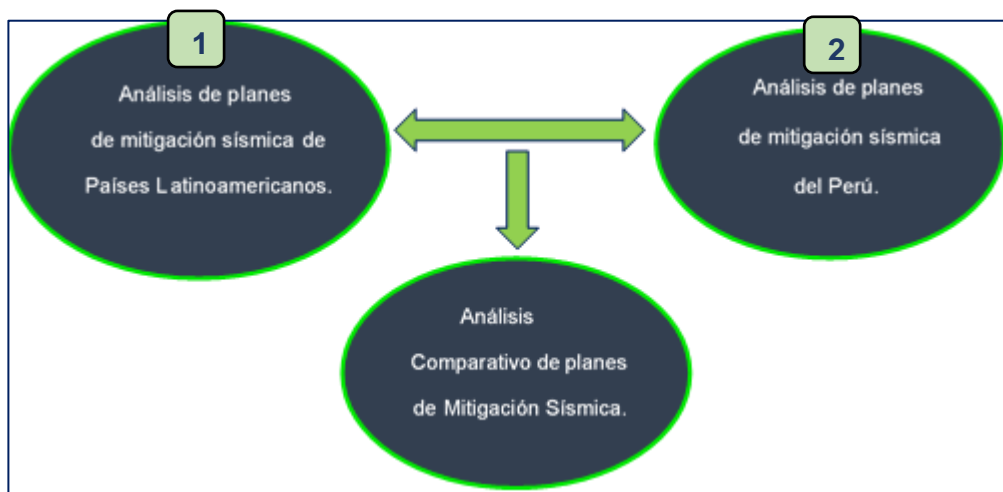 1
Análisis de planes
de mitigación sísmica de
Países Latinoamericanos.
2
Análisis de planes
de mitigación sísmica
del Perú.
Análisis
Comparativo de planes
de Mitigación Sísmica.